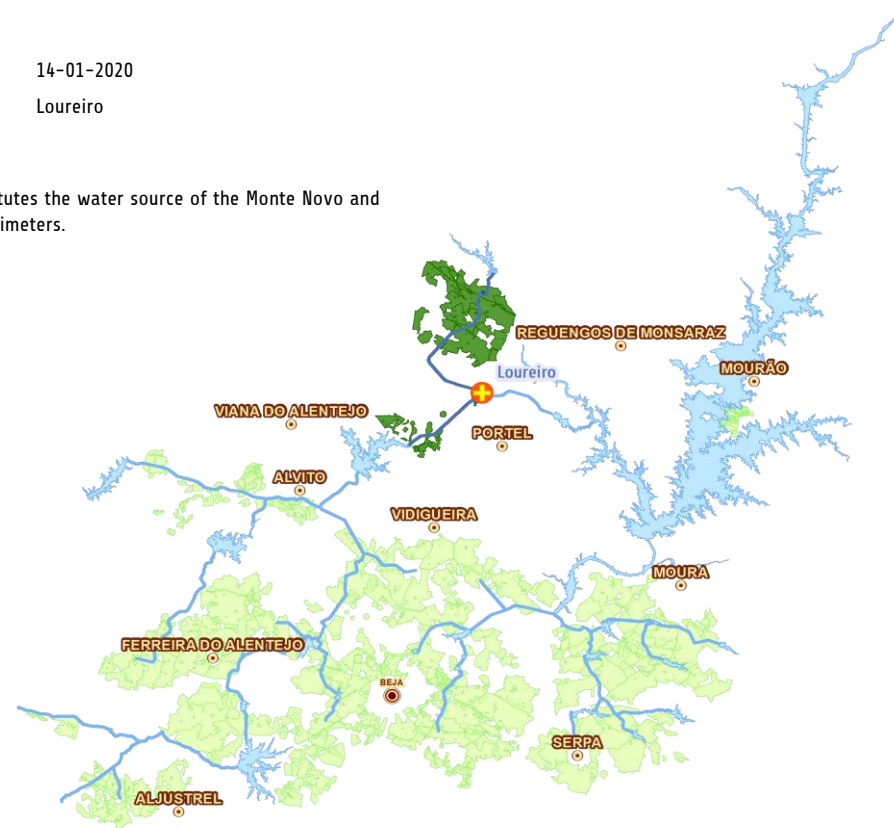 14-01-2020
Loureiro
tutes the water source of the Monte Novo and
imeters.
REGUENGOS DE MONSARAZ
Loureiro
MOURÃO
VIANA DO ALENTEJO
PORTEL
ALVITO
VIDIGUEIRA
MOURA
FERREIRA DO ALENTEJO
BEJA
SERPA
ALJUSTREL